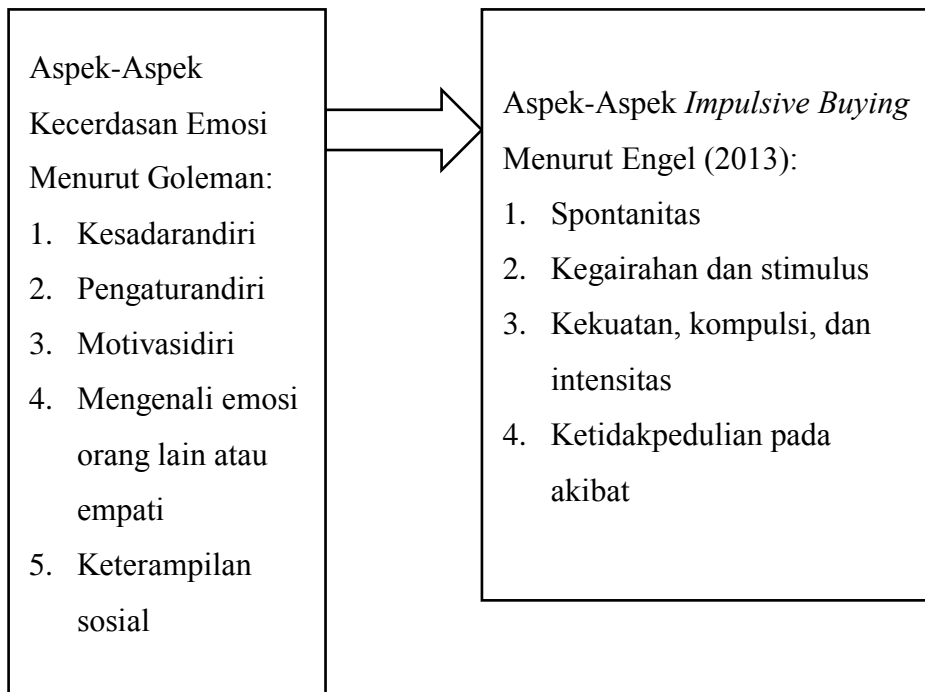 Aspek-Aspek
Kecerdasan Emosi
Menurut Goleman:
1. Kesadarandiri
2. Pengaturandiri
3. Motivasidiri
4. Mengenali emosi
orang lain atau
empati
5. Keterampilan
sosial
Aspek-Aspek Impulsive Buying
Menurut Engel (2013):
1. Spontanitas
2. Kegairahan dan stimulus
3. Kekuatan, kompulsi, dan
intensitas
4. Ketidakpedulian pada
akibat